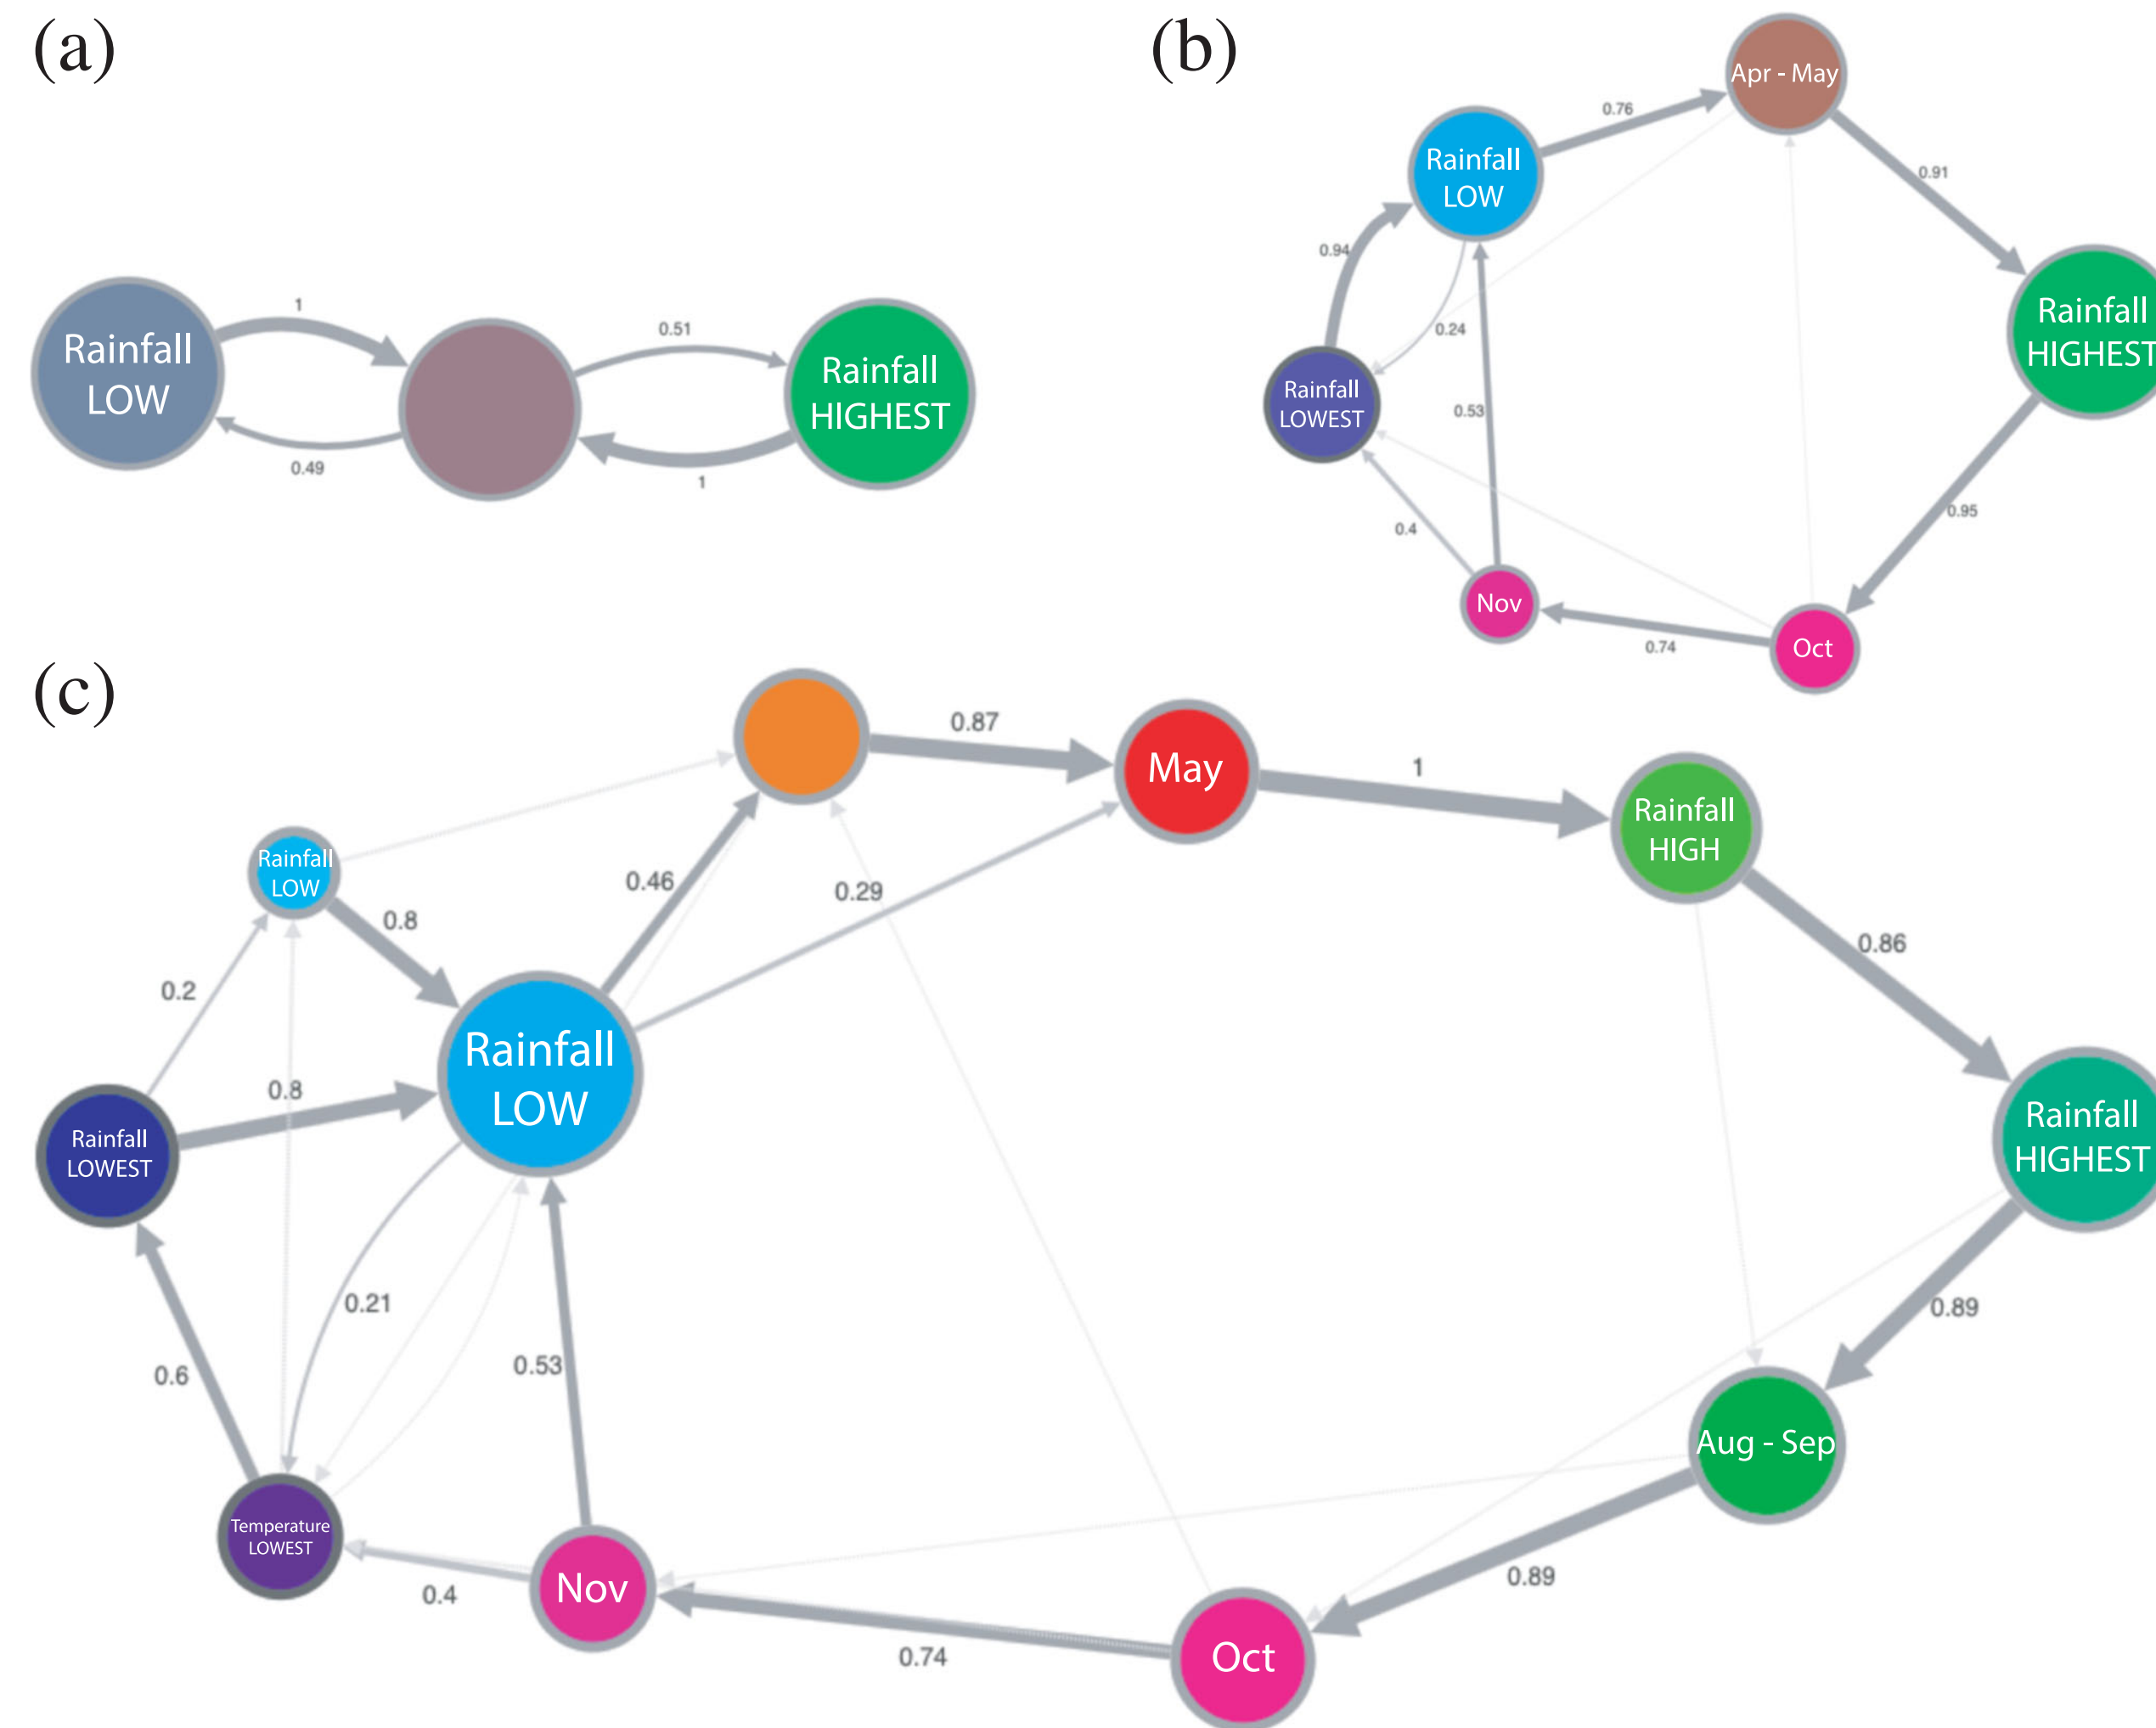 (a)
Rainfall
LOW
1
0.49
0.51
1
Rainfall
HIGHEST
(b)
Apr - May
0.76
Rainfall
LOW
0.91
0.94
0.24
Rainfall
HIGHEST
Rainfall
LOWEST
0.53
0.4
0.95
Nov
0.74
Oct
(c)
0.87
May
1
Rainfall
HIGH
Rainfall
LOW
0.8
0.46
0.29
0.86
0.2
Rainfall
LOW
0.8
Rainfall
LOWEST
Rainfall
HIGHEST
0.21
0.89
0.53
0.6
Aug - Sep
Temperature
LOWEST
0.4
Nov
0.89
0.74
Oct